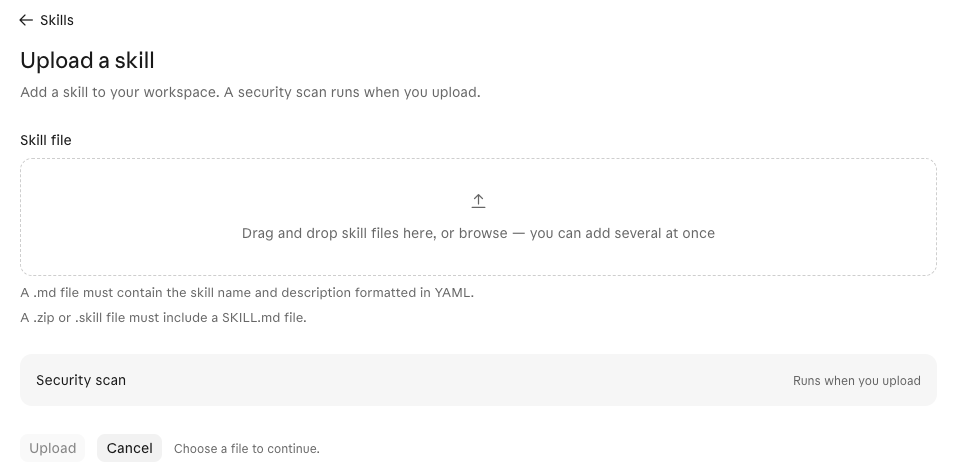 Skills
Upload a skill
Add a skill to your workspace. A security scan runs when you upload.
Skill file
Drag and drop skill files here, or browse — you can add several at once
A .md file must contain the skill name and description formatted in YAML.
A .zip or .skill file must include a SKILL.md file.
Security scan Runs when you upload
Upload Cancel Choose a file to continue.